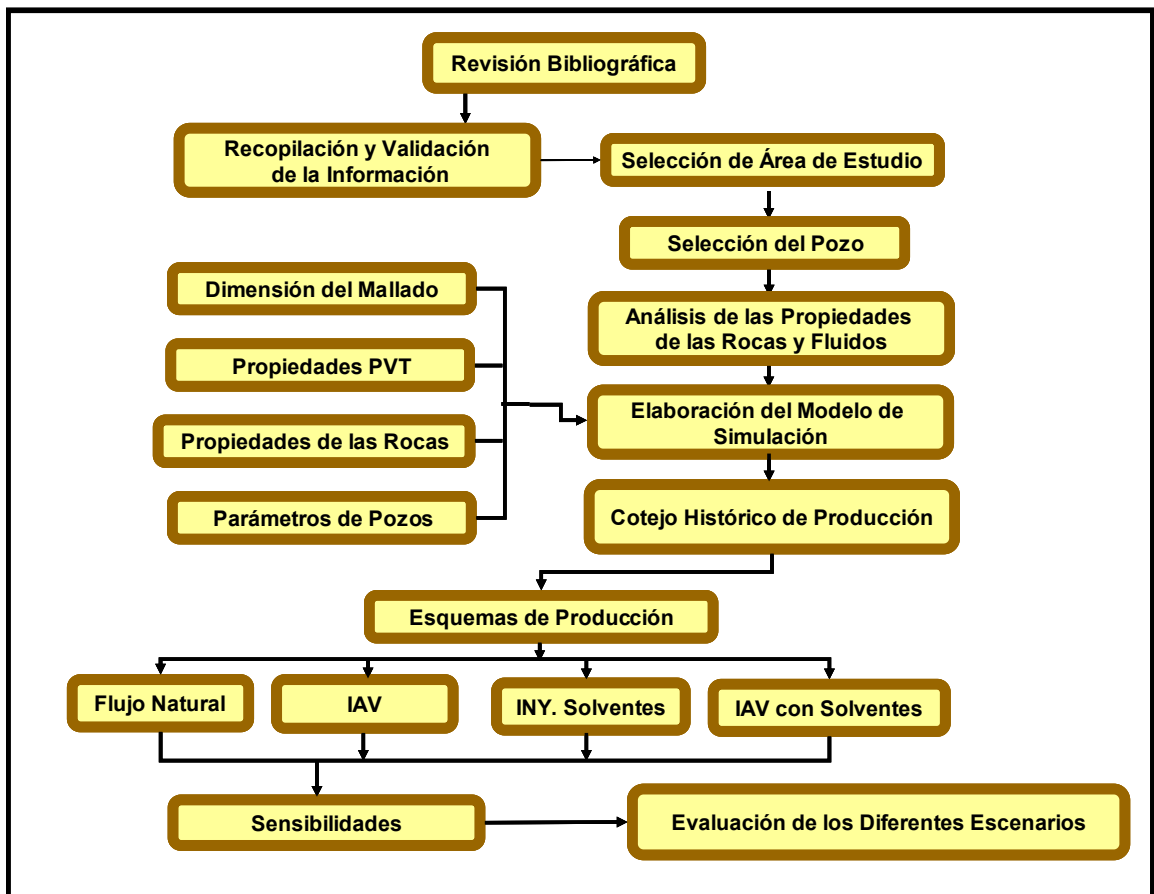 Revisión Bibliográfica
Recopilación y Validación
de la Información
Selección de Área de Estudio
Selección del Pozo
Dimensión del Mallado
Análisis de las Propiedades
de las Rocas y Fluidos
Propiedades PVT
Elaboración del Modelo de
Simulación
Propiedades de las Rocas
Parámetros de Pozos
Cotejo Histórico de Producción
Esquemas de Producción
Flujo Natural
IAV
INY. Solventes
IAV con Solventes
Sensibilidades
Evaluación de los Diferentes Escenarios